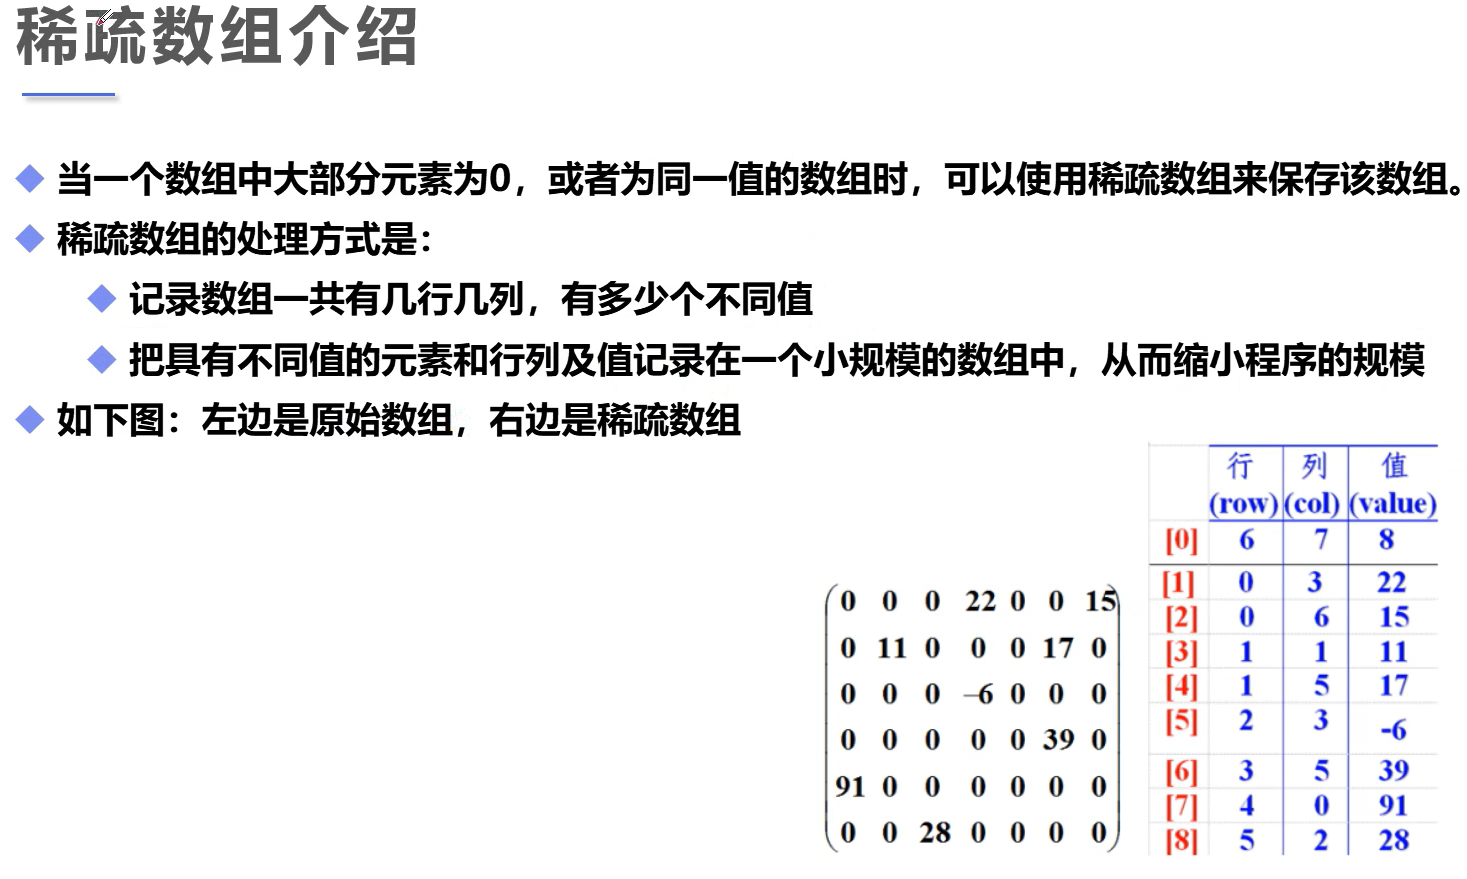 稀疏数组介绍
当一个数组中大部分元素为0，或者为同一值的数组时，可以使用稀疏数组来保存该数组。
稀疏数组的处理方式是：
记录数组一共有几行几列，有多少个不同值
把具有不同值的元素和行列及值记录在一个小规模的数组中，从而缩小程序的规模
如下图：左边是原始数组，右边是稀疏数组
0 0 0 22 0 0 15
0 11 0 0 0 17 0
0 0 0 –6 0 0 0
0 0 0 0 0 39 0
91 0 0 0 0 0 0
0 0 28 0 0 0 0
行 列 值
(row) (col) (value)
[0] 6 7 8
[1] 0 3 22
[2] 0 6 15
[3] 1 1 11
[4] 1 5 17
[5] 2 3 -6
[6] 3 5 39
[7] 4 0 91
[8] 5 2 28